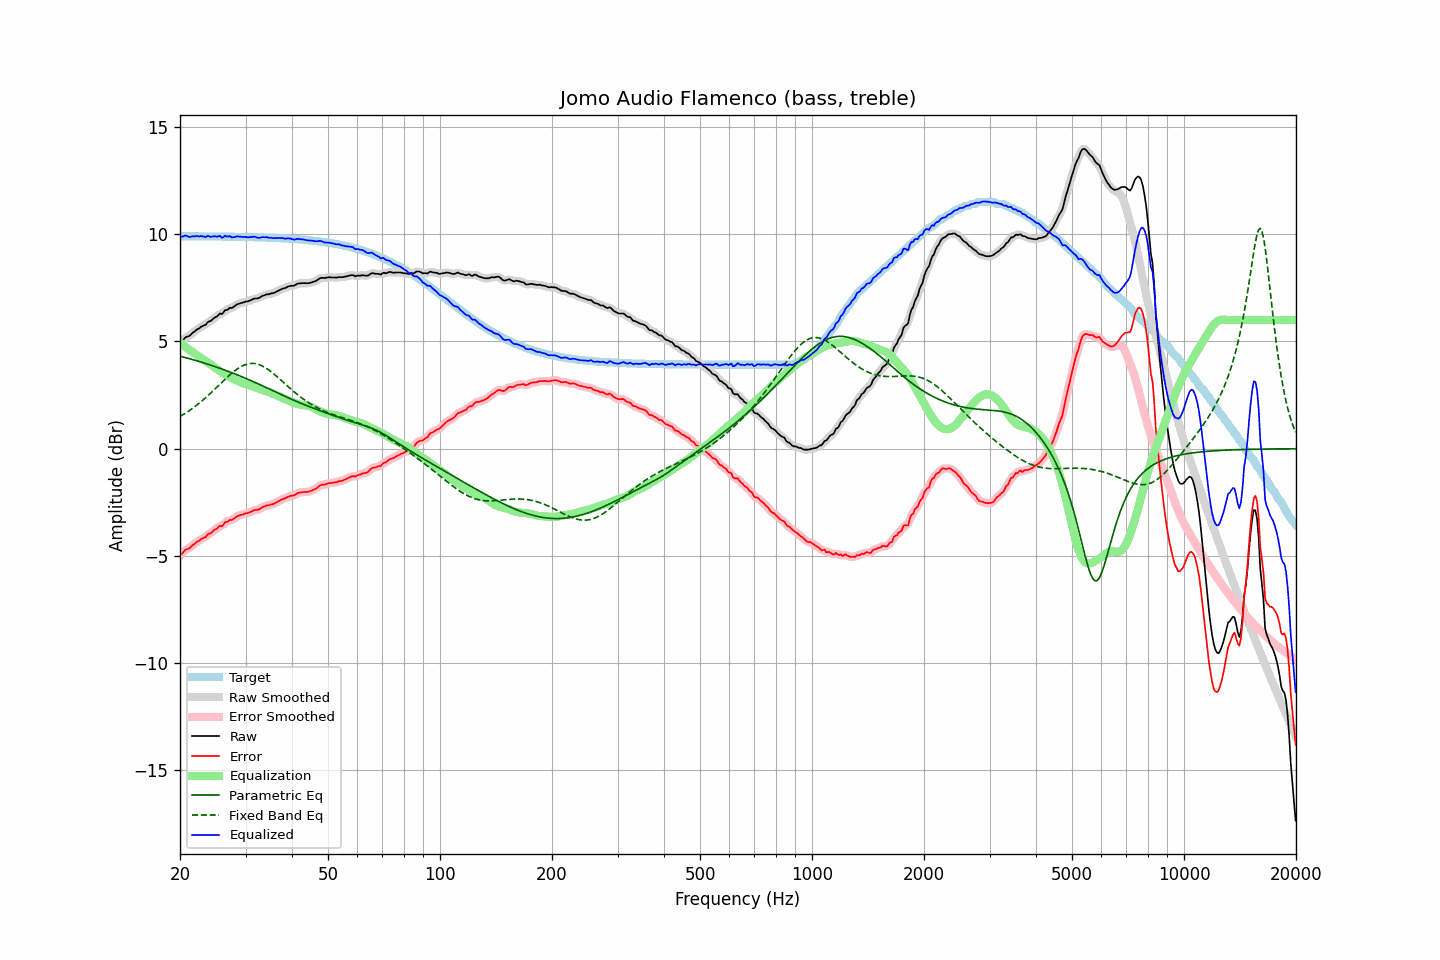 Jomo Audio Flamenco (bass, treble)
15
10
5
0
−5
−10
−15
Amplitude (dBr)
Target
Raw Smoothed
Error Smoothed
Raw
Error
Equalization
Parametric Eq
Fixed Band Eq
Equalized
20 50 100 200 500 1000 2000 5000 10000 20000
Frequency (Hz)